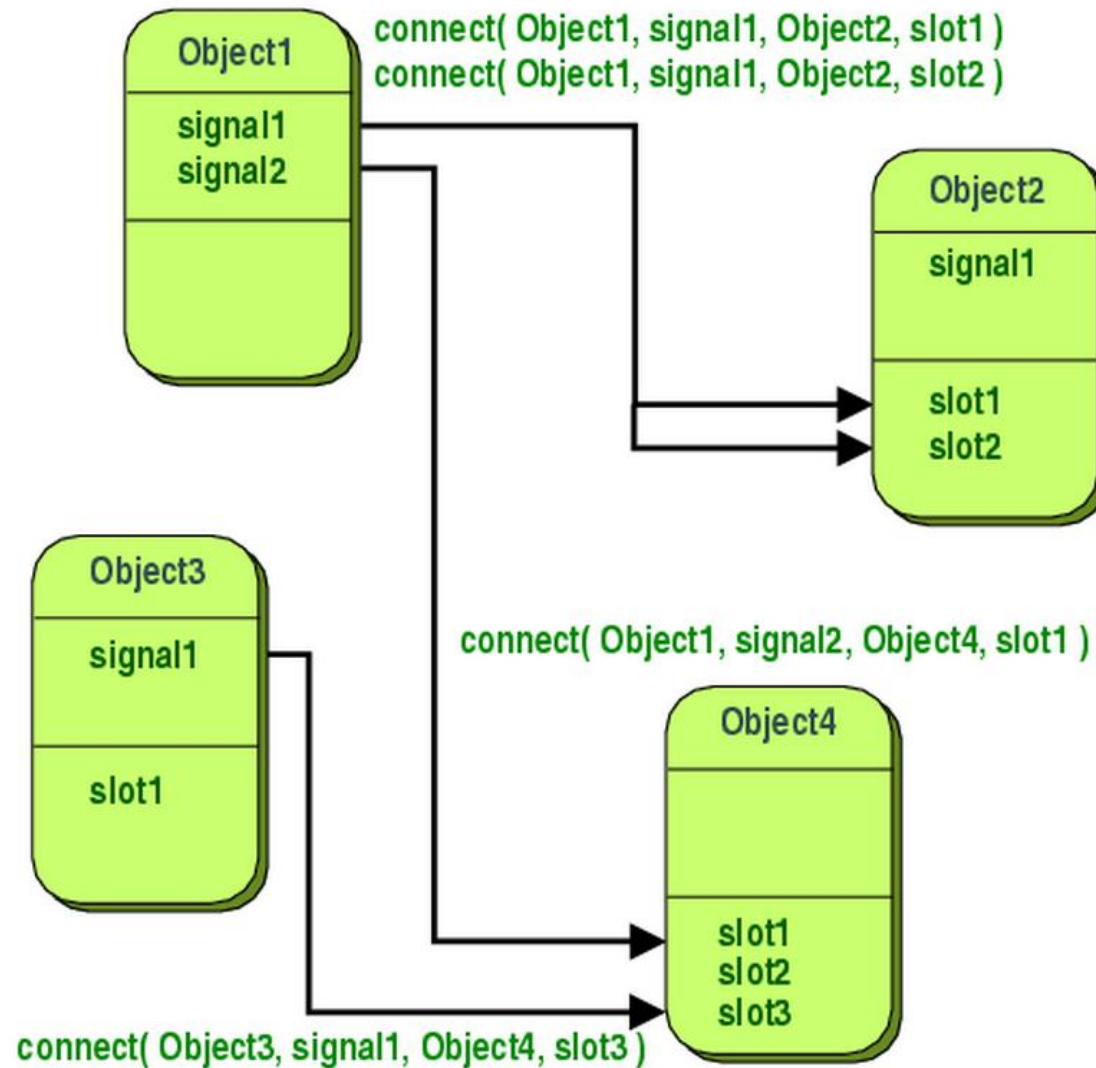 Object1
signal1
signal2
connect( Object1, signal1, Object2, slot1 )
connect( Object1, signal1, Object2, slot2 )
Object2
signal1
slot1
slot2
Object3
signal1
slot1
connect( Object1, signal2, Object4, slot1 )
Object4
slot1
slot2
slot3
connect( Object3, signal1, Object4, slot3 )